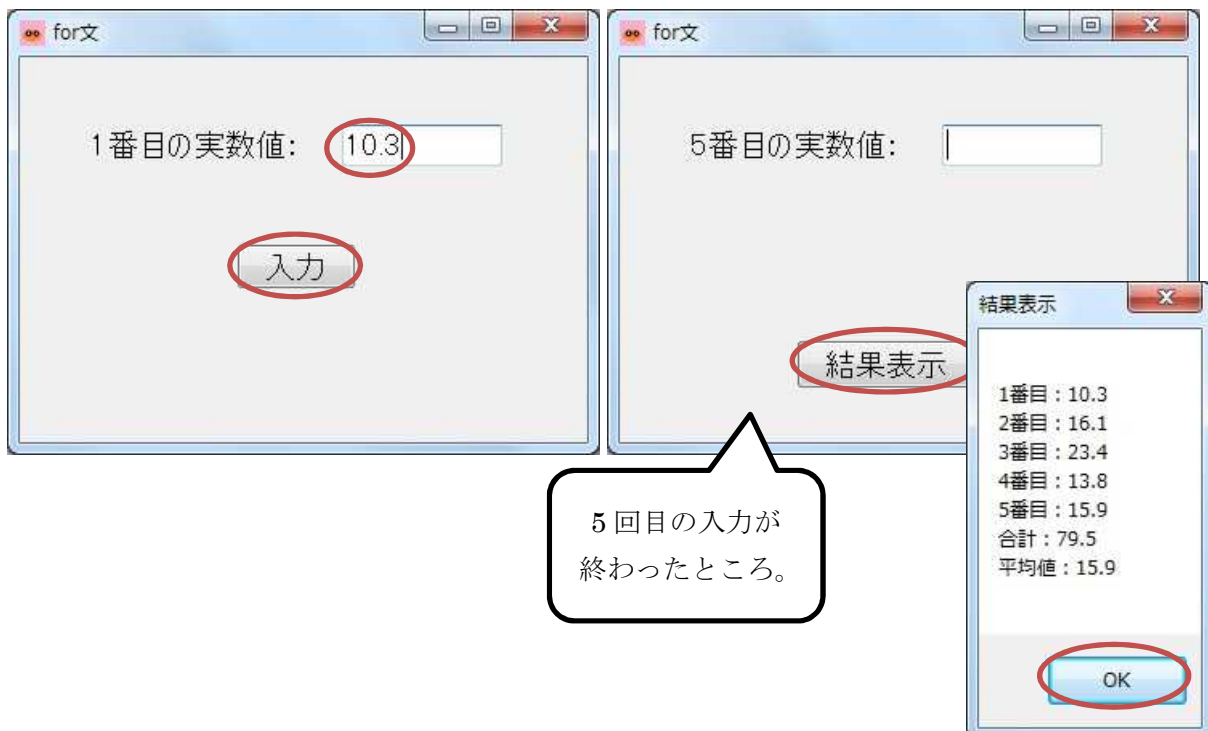 for文
1番目の実数値:
10.3
入力
for文
5番目の実数値:
結果表示
5回目の入力が
終わったところ。
結果表示
1番目：10.3
2番目：16.1
3番目：23.4
4番目：13.8
5番目：15.9
合計：79.5
平均値：15.9
OK